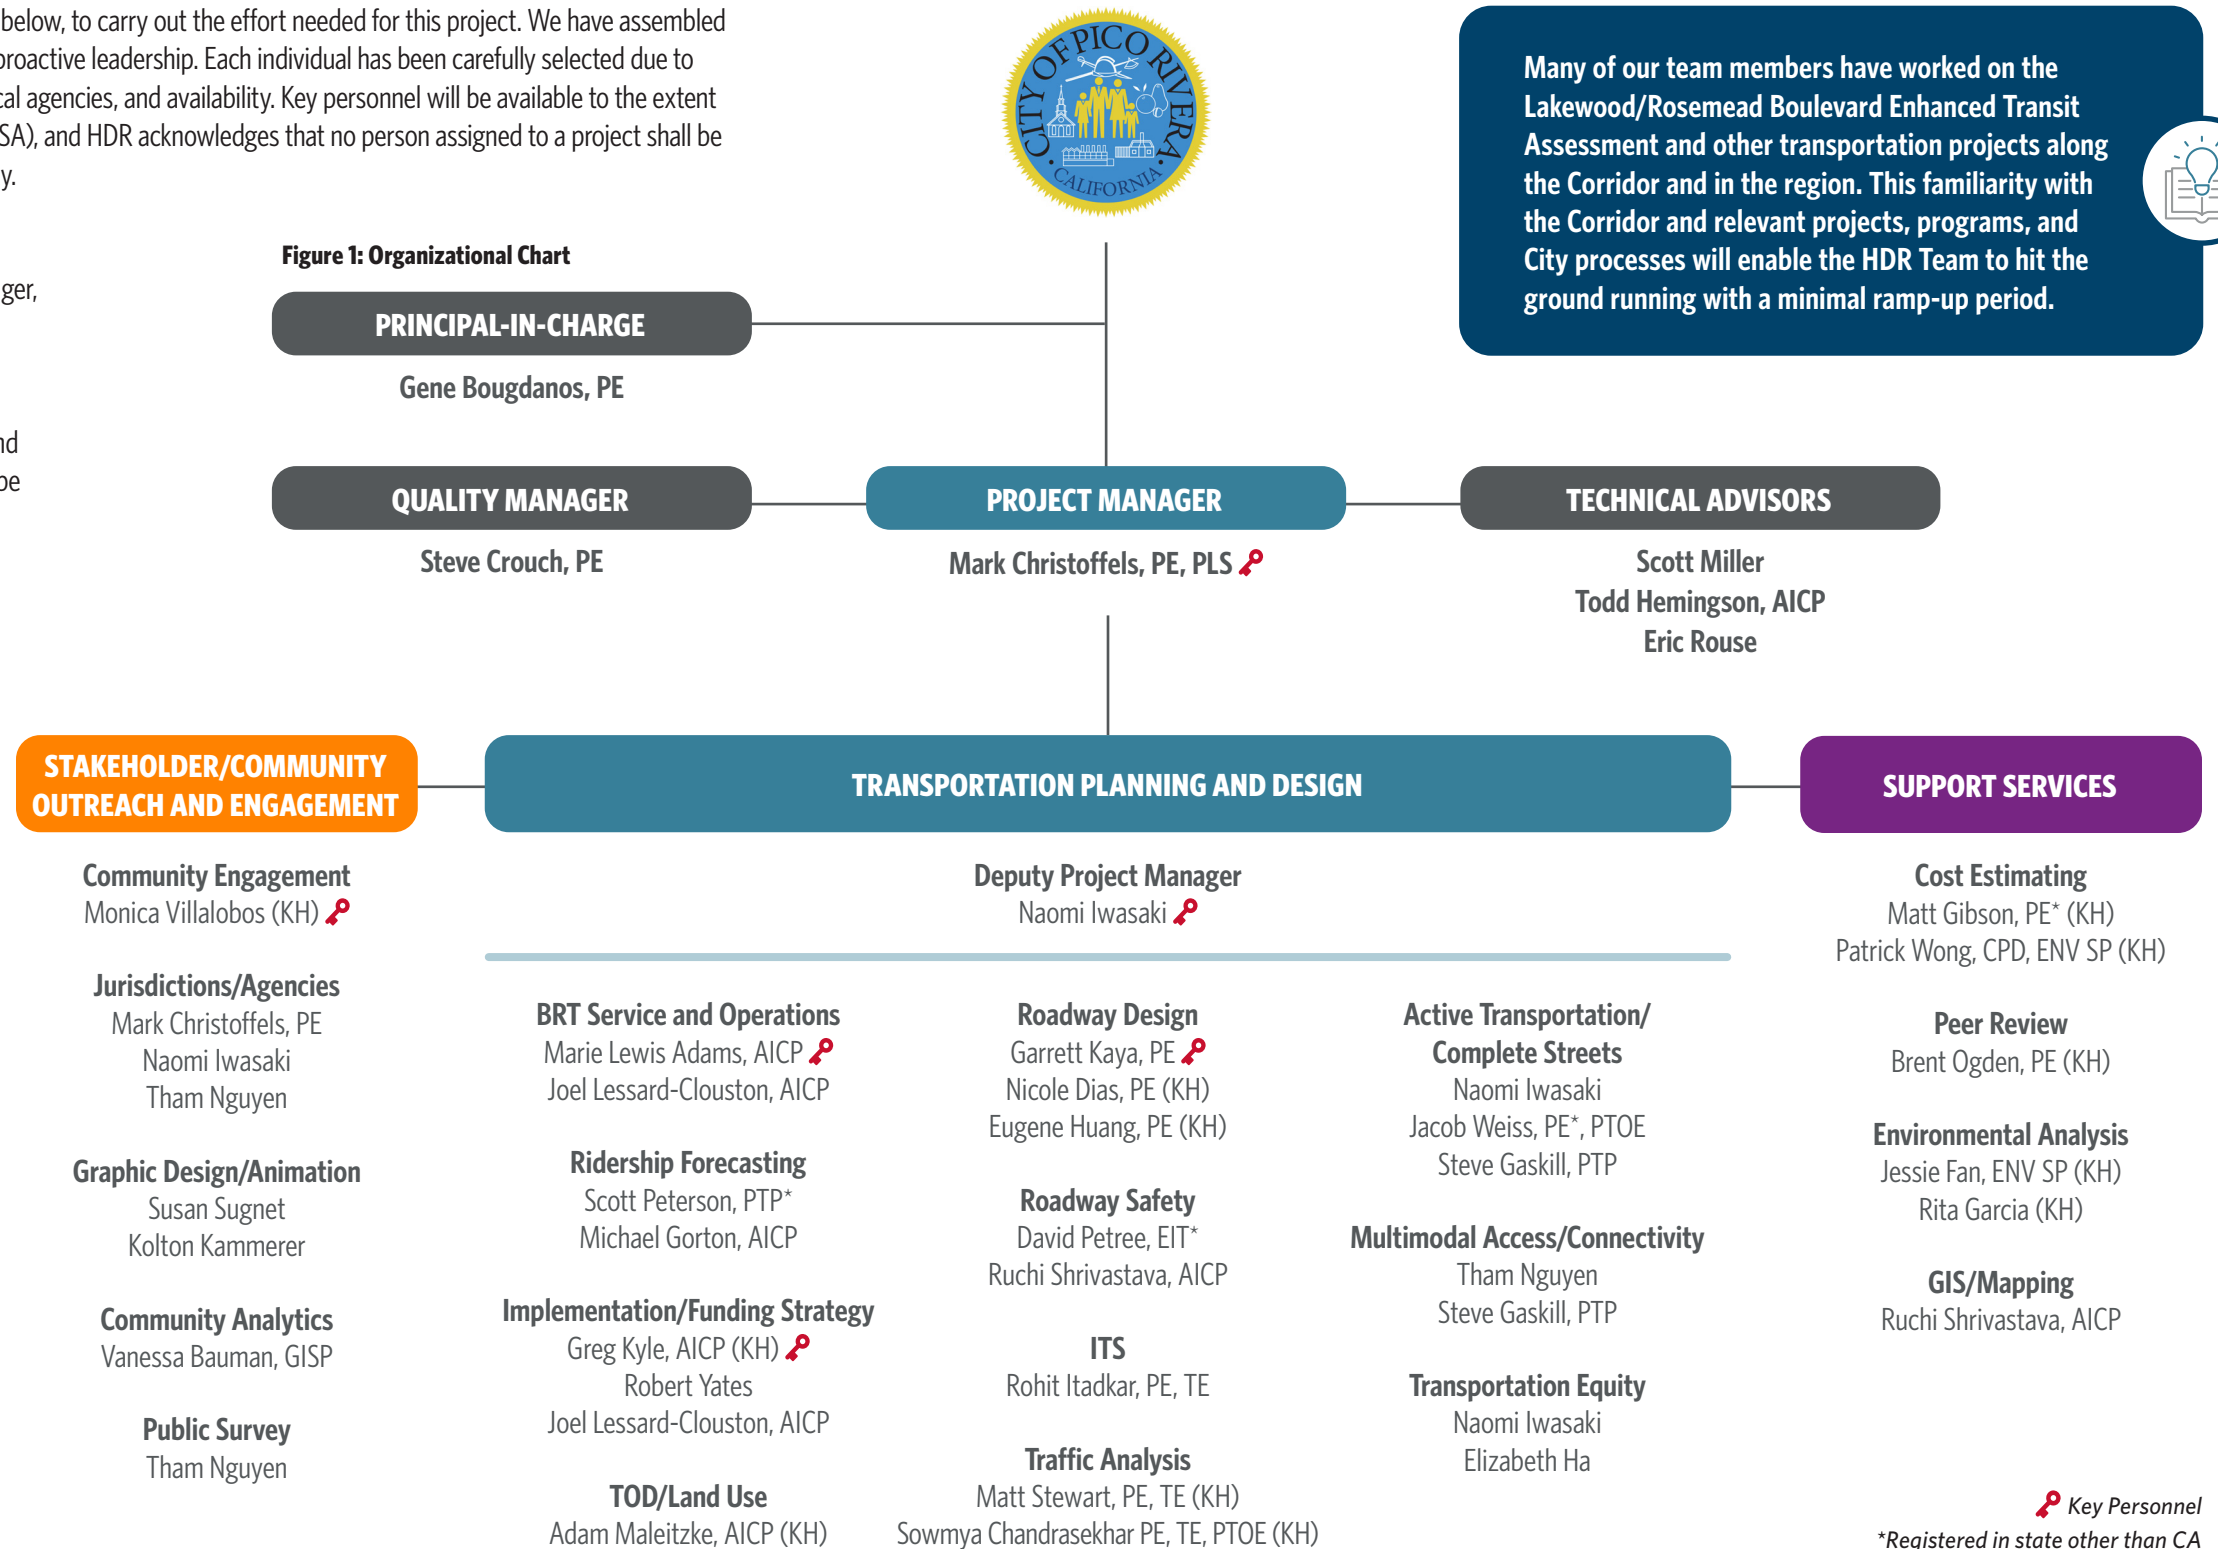 below, to carry out the effort needed for this project. We have assembled
proactive leadership. Each individual has been carefully selected due to
cal agencies, and availability. Key personnel will be available to the extent
SA), and HDR acknowledges that no person assigned to a project shall be
y.
ger,
nd
be
CITY OF PICO RIVERA
CALIFORNIA
Many of our team members have worked on the
Lakewood/Rosemead Boulevard Enhanced Transit
Assessment and other transportation projects along
the Corridor and in the region. This familiarity with
the Corridor and relevant projects, programs, and
City processes will enable the HDR Team to hit the
ground running with a minimal ramp-up period.
Figure 1: Organizational Chart
PRINCIPAL-IN-CHARGE
Gene Bougdanos, PE
QUALITY MANAGER
Steve Crouch, PE
PROJECT MANAGER
Mark Christoffels, PE, PLS
TECHNICAL ADVISORS
Scott Miller
Todd Hemingson, AICP
Eric Rouse
STAKEHOLDER/COMMUNITY
OUTREACH AND ENGAGEMENT
Community Engagement
Monica Villalobos (KH)
Jurisdictions/Agencies
Mark Christoffels, PE
Naomi Iwasaki
Tham Nguyen
Graphic Design/Animation
Susan Sugnet
Kolton Kammerer
Community Analytics
Vanessa Bauman, GISP
Public Survey
Tham Nguyen
TRANSPORTATION PLANNING AND DESIGN
Deputy Project Manager
Naomi Iwasaki
BRT Service and Operations
Marie Lewis Adams, AICP
Joel Lessard-Clouston, AICP
Ridership Forecasting
Scott Peterson, PTP*
Michael Gorton, AICP
Implementation/Funding Strategy
Greg Kyle, AICP (KH)
Robert Yates
Joel Lessard-Clouston, AICP
TOD/Land Use
Adam Maleitzke, AICP (KH)
Roadway Design
Garrett Kaya, PE
Nicole Dias, PE (KH)
Eugene Huang, PE (KH)
Roadway Safety
David Petree, EIT*
Ruchi Shrivastava, AICP
ITS
Rohit Itadkar, PE, TE
Traffic Analysis
Matt Stewart, PE, TE (KH)
Sowmya Chandrasekhar PE, TE, PTOE (KH)
Active Transportation/
Complete Streets
Naomi Iwasaki
Jacob Weiss, PE*, PTOE
Steve Gaskill, PTP
Multimodal Access/Connectivity
Tham Nguyen
Steve Gaskill, PTP
Transportation Equity
Naomi Iwasaki
Elizabeth Ha
SUPPORT SERVICES
Cost Estimating
Matt Gibson, PE* (KH)
Patrick Wong, CPD, ENV SP (KH)
Peer Review
Brent Ogden, PE (KH)
Environmental Analysis
Jessie Fan, ENV SP (KH)
Rita Garcia (KH)
GIS/Mapping
Ruchi Shrivastava, AICP
Key Personnel
*Registered in state other than CA